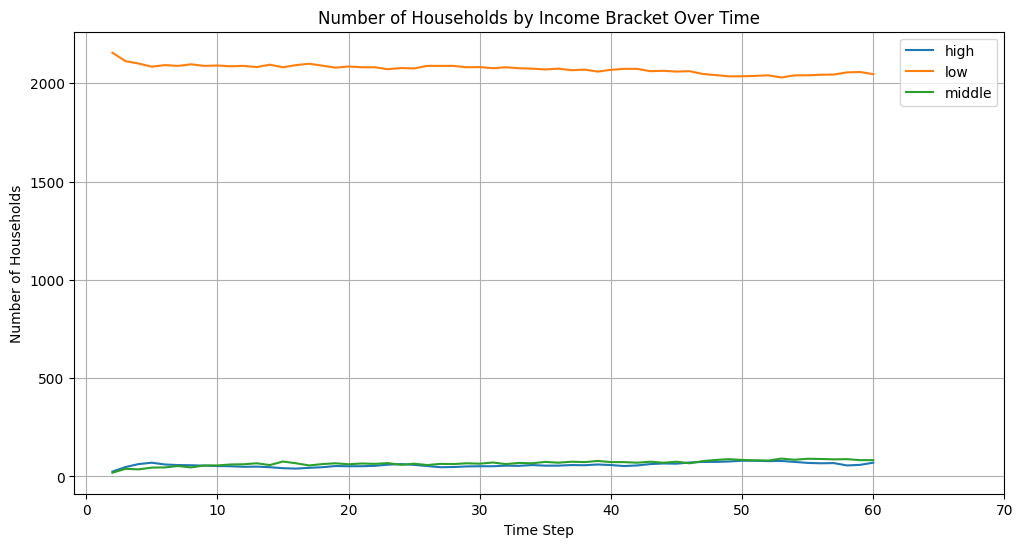 Number of Households by Income Bracket Over Time
high
low
middle
2000
1500
1000
500
0
Number of Households
0 10 20 30 40 50 60 70
Time Step